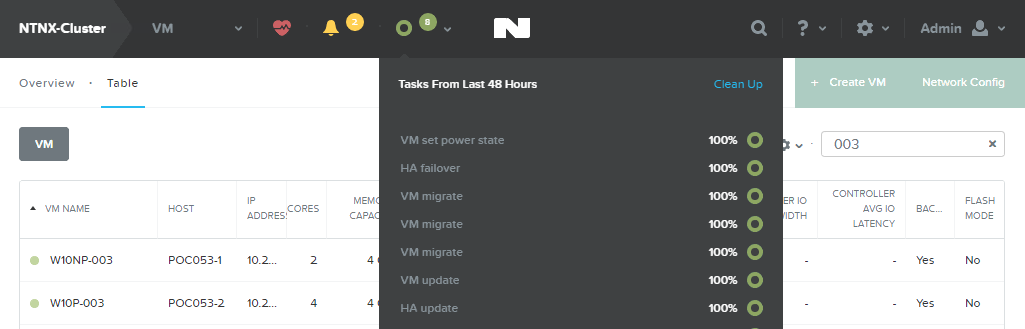 NTNX-Cluster VM 2 8 Admin
Overview · Table Tasks From Last 48 Hours Clean Up + Create VM Network Config
VM VM set power state 100% 003
HA failover 100%
VM migrate 100%
VM migrate 100%
VM migrate 100%
VM update 100%
HA update 100%
VM NAME HOST IP ADDRES CORES MEMO CAPAC ER IO IDTH CONTROLLER AVG IO LATENCY BAC... FLASH MODE
W10NP-003 POC053-1 10.2... 2 4 - - Yes No
W10P-003 POC053-2 10.2... 4 4 - - Yes No